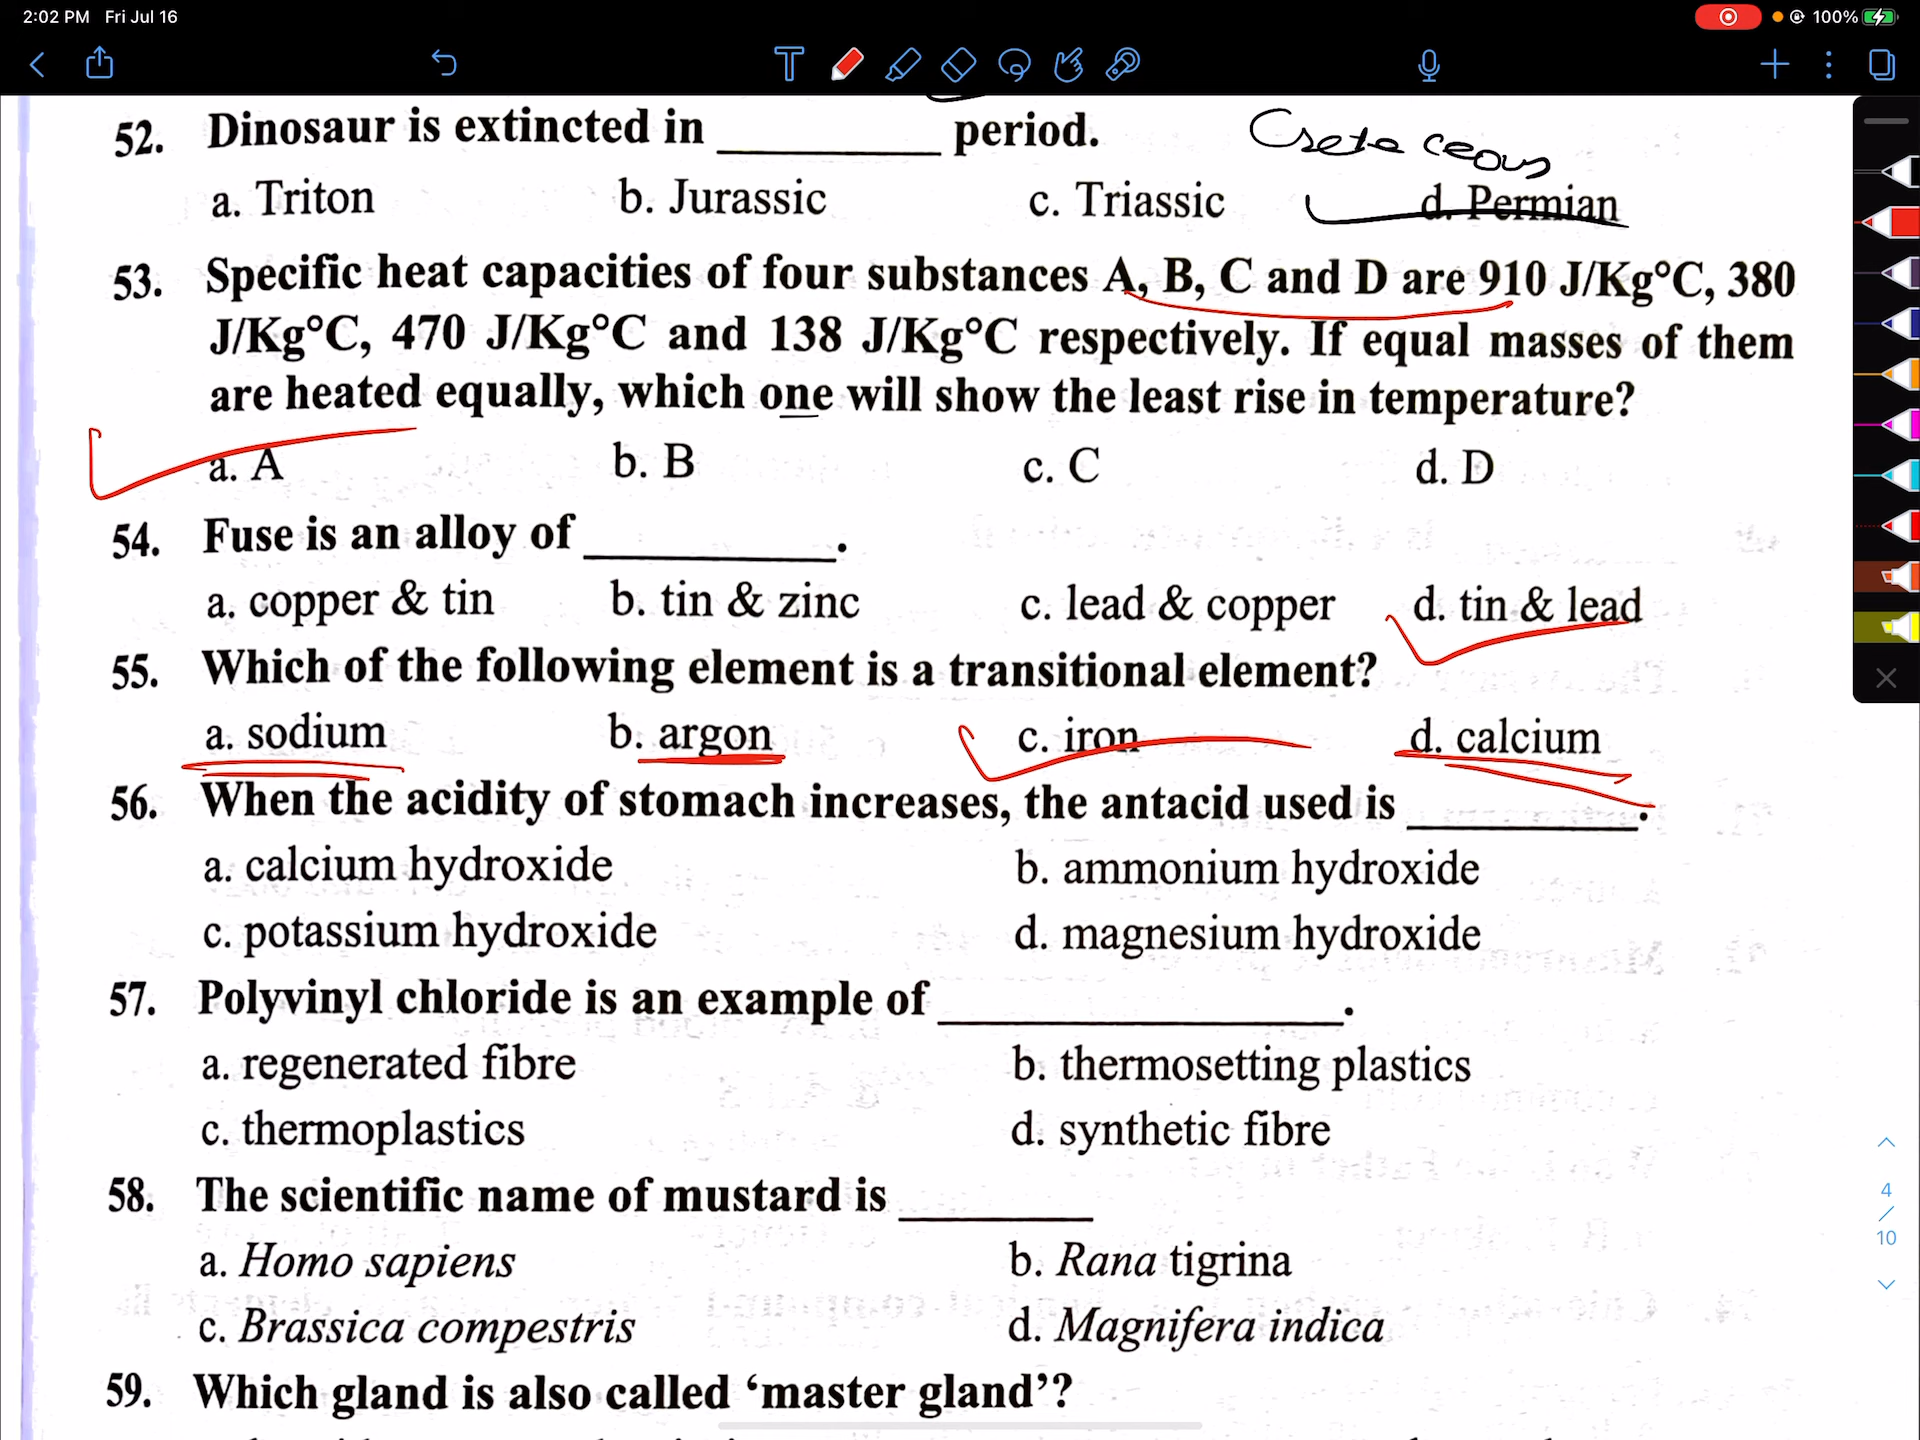 2:02 PM Fri Jul 16
100%
52. Dinosaur is extincted in __________ period.
Cretaceous
a. Triton b. Jurassic c. Triassic d. Permian
53. Specific heat capacities of four substances A, B, C and D are 910 J/Kg°C, 380
J/Kg°C, 470 J/Kg°C and 138 J/Kg°C respectively. If equal masses of them
are heated equally, which one will show the least rise in temperature?
a. A b. B c. C d. D
54. Fuse is an alloy of __________.
a. copper & tin b. tin & zinc c. lead & copper d. tin & lead
55. Which of the following element is a transitional element?
a. sodium b. argon c. iron d. calcium
56. When the acidity of stomach increases, the antacid used is __________.
a. calcium hydroxide b. ammonium hydroxide
c. potassium hydroxide d. magnesium hydroxide
57. Polyvinyl chloride is an example of __________________.
a. regenerated fibre b. thermosetting plastics
c. thermoplastics d. synthetic fibre
4
/
10
58. The scientific name of mustard is _________
a. Homo sapiens b. Rana tigrina
c. Brassica compestris d. Magnifera indica
59. Which gland is also called ‘master gland’?